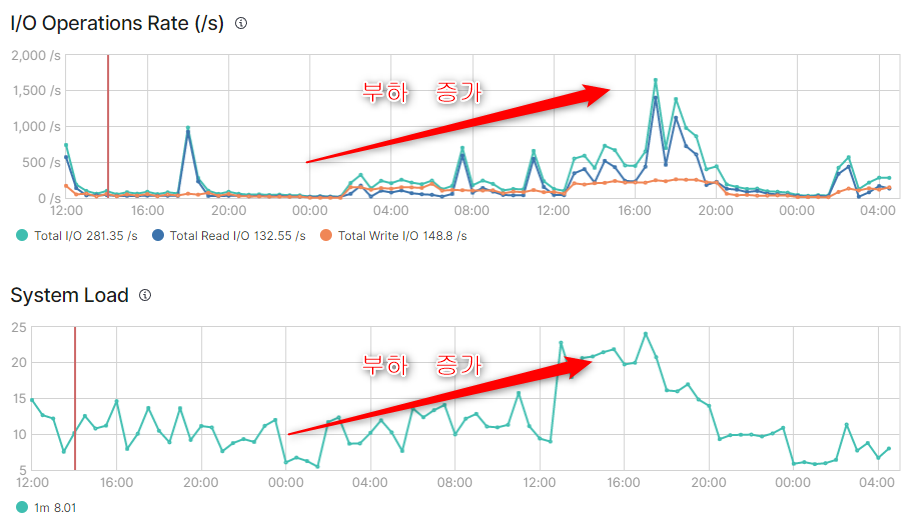 I/O Operations Rate (/s)
2,000 /s
1,500 /s
1,000 /s
500 /s
0 /s
부하 증가
12:00 16:00 20:00 00:00 04:00 08:00 12:00 16:00 20:00 00:00 04:00
Total I/O 281.35 /s Total Read I/O 132.55 /s Total Write I/O 148.8 /s
System Load
25
20
15
10
5
부하 증가
12:00 16:00 20:00 00:00 04:00 08:00 12:00 16:00 20:00 00:00 04:00
1m 8.01